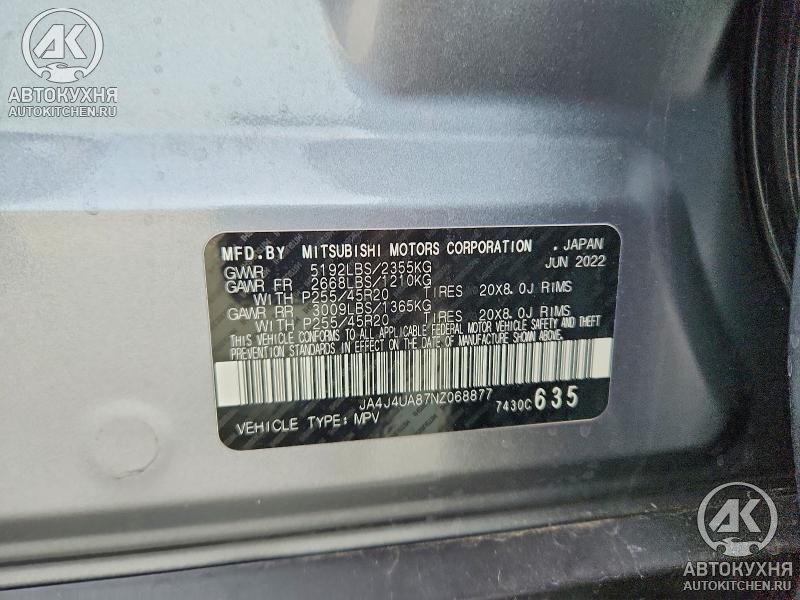 AK
АВТОКУХНЯ
AUTOKITCHEN.RU
MFD.BY MITSUBISHI MOTORS CORPORATION . JAPAN
GVWR 5192LBS/2355KG JUN 2022
GAWR FR 2668LBS/1210KG
WITH P255/45R20 TIRES 20X8.0J RIMS
GAWR RR 3009LBS/1365KG
WITH P255/45R20 TIRES 20X8.0J RIMS
THIS VEHICLE CONFORMS TO ALL APPLICABLE FEDERAL MOTOR VEHICLE SAFETY AND THEFT
PREVENTION STANDARDS IN EFFECT ON THE DATE OF MANUFACTURE SHOWN ABOVE.
JA4J4UA87NZ068877
VEHICLE TYPE: MPV 7430C 635
AK
АВТОКУХНЯ
AUTOKITCHEN.RU